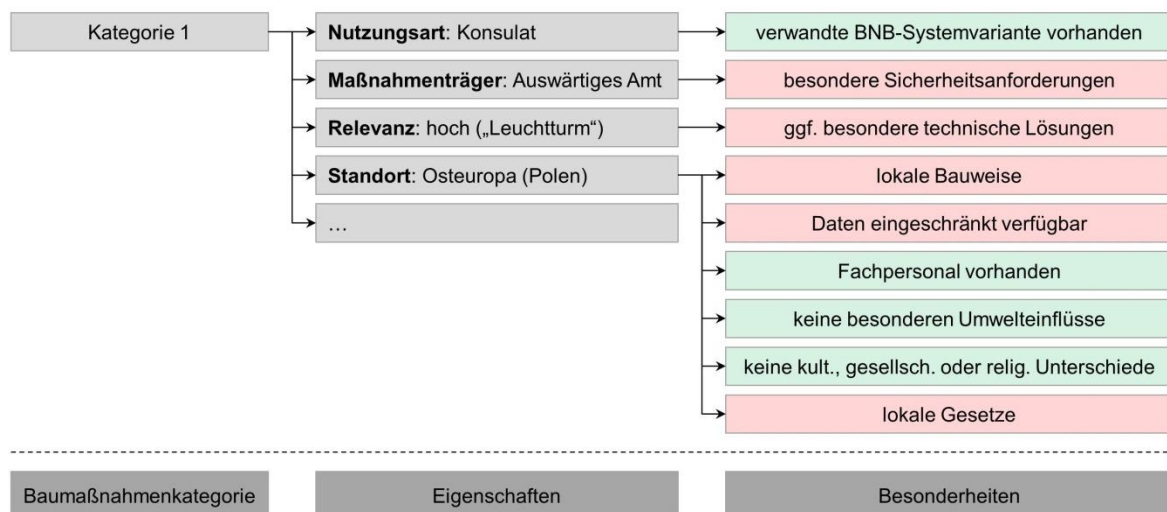 Kategorie 1
Nutzungsart: Konsulat
verwandte BNB-Systemvariante vorhanden
Maßnahmenträger: Auswärtiges Amt
besondere Sicherheitsanforderungen
Relevanz: hoch („Leuchtturm“)
ggf. besondere technische Lösungen
Standort: Osteuropa (Polen)
lokale Bauweise
…
Daten eingeschränkt verfügbar
Fachpersonal vorhanden
keine besonderen Umwelteinflüsse
keine kult., gesellsch. oder relig. Unterschiede
lokale Gesetze
Baumaßnahmenkategorie
Eigenschaften
Besonderheiten